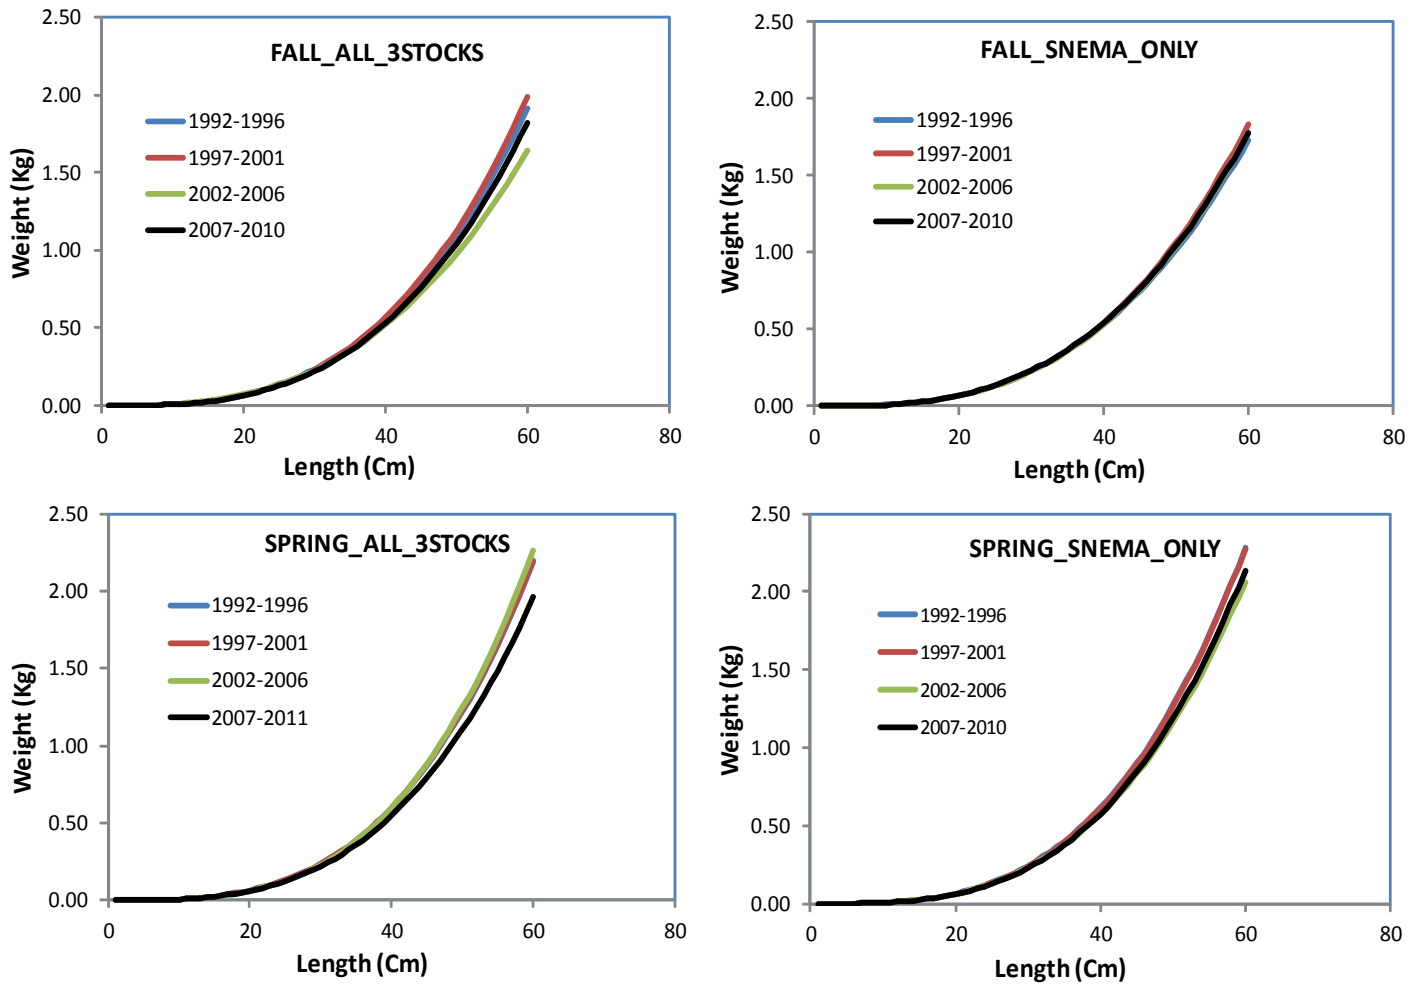 FALL_ALL_3STOCKS
Weight (Kg)
2.50
2.00
1.50
1.00
0.50
0.00
1992-1996
1997-2001
2002-2006
2007-2010
0 20 40 60 80
Length (Cm)
FALL_SNEMA_ONLY
Weight (Kg)
2.50
2.00
1.50
1.00
0.50
0.00
1992-1996
1997-2001
2002-2006
2007-2010
0 20 40 60 80
Length (Cm)
SPRING_ALL_3STOCKS
Weight (Kg)
2.50
2.00
1.50
1.00
0.50
0.00
1992-1996
1997-2001
2002-2006
2007-2011
0 20 40 60 80
Length (Cm)
SPRING_SNEMA_ONLY
Weight (Kg)
2.50
2.00
1.50
1.00
0.50
0.00
1992-1996
1997-2001
2002-2006
2007-2010
0 20 40 60 80
Length (Cm)